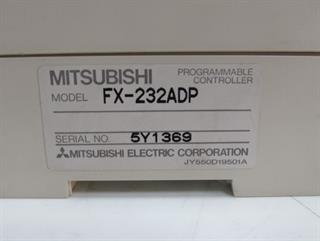 MITSUBISHI
PROGRAMMABLE
CONTROLLER
MODEL FX-232ADP
SERIAL NO. 5Y1369
MITSUBISHI ELECTRIC CORPORATION
JY550D19501A